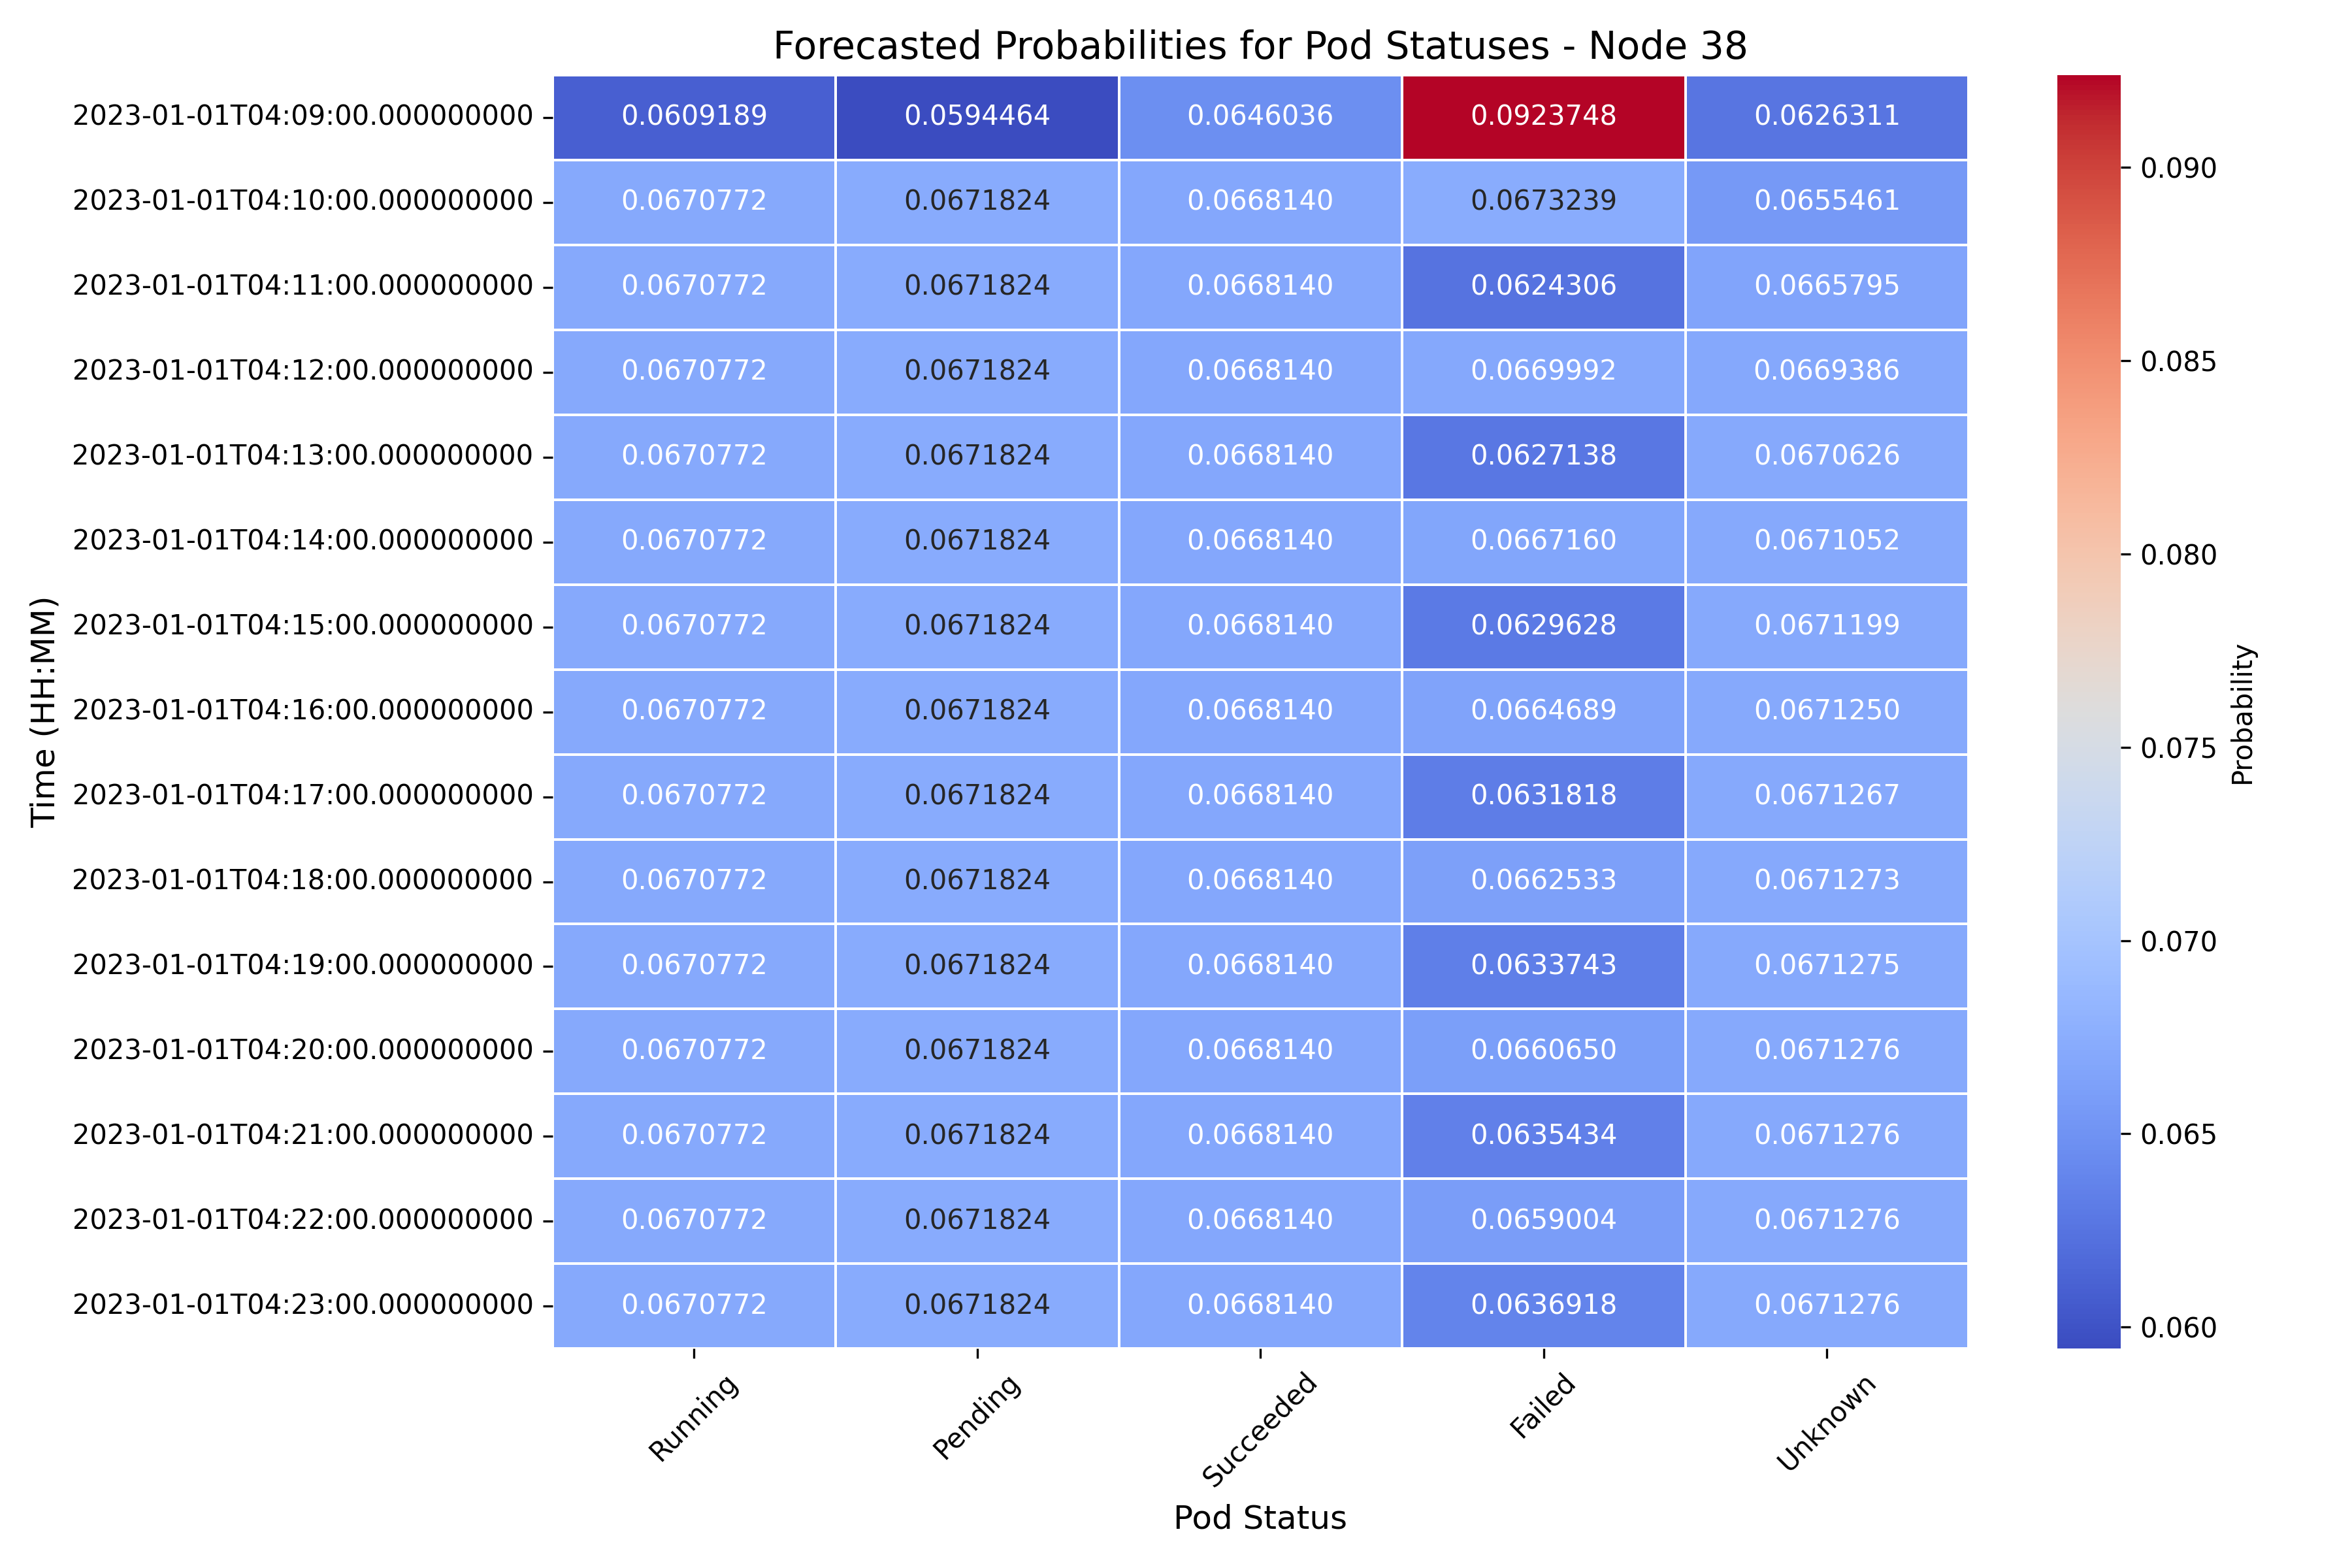 Forecasted Probabilities for Pod Statuses - Node 38
2023-01-01T04:09:00.000000000 0.0609189 0.0594464 0.0646036 0.0923748 0.0626311
2023-01-01T04:10:00.000000000 0.0670772 0.0671824 0.0668140 0.0673239 0.0655461
2023-01-01T04:11:00.000000000 0.0670772 0.0671824 0.0668140 0.0624306 0.0665795
2023-01-01T04:12:00.000000000 0.0670772 0.0671824 0.0668140 0.0669992 0.0669386
2023-01-01T04:13:00.000000000 0.0670772 0.0671824 0.0668140 0.0627138 0.0670626
2023-01-01T04:14:00.000000000 0.0670772 0.0671824 0.0668140 0.0667160 0.0671052
2023-01-01T04:15:00.000000000 0.0670772 0.0671824 0.0668140 0.0629628 0.0671199
2023-01-01T04:16:00.000000000 0.0670772 0.0671824 0.0668140 0.0664689 0.0671250
2023-01-01T04:17:00.000000000 0.0670772 0.0671824 0.0668140 0.0631818 0.0671267
2023-01-01T04:18:00.000000000 0.0670772 0.0671824 0.0668140 0.0662533 0.0671273
2023-01-01T04:19:00.000000000 0.0670772 0.0671824 0.0668140 0.0633743 0.0671275
2023-01-01T04:20:00.000000000 0.0670772 0.0671824 0.0668140 0.0660650 0.0671276
2023-01-01T04:21:00.000000000 0.0670772 0.0671824 0.0668140 0.0635434 0.0671276
2023-01-01T04:22:00.000000000 0.0670772 0.0671824 0.0668140 0.0659004 0.0671276
2023-01-01T04:23:00.000000000 0.0670772 0.0671824 0.0668140 0.0636918 0.0671276
Time (HH:MM)
Running Pending Succeeded Failed Unknown
Pod Status
0.090
0.085
0.080
0.075
0.070
0.065
0.060
Probability